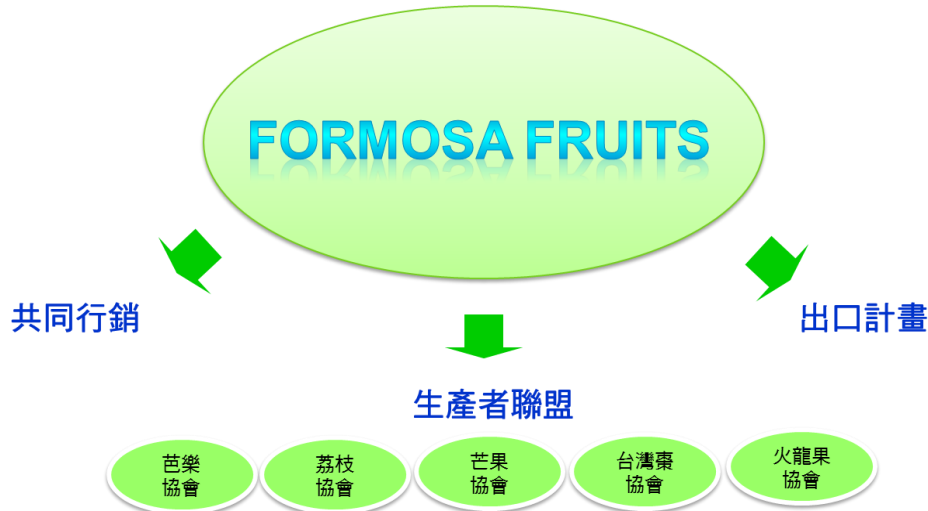 FORMOSA FRUITS
共同行銷
出口計畫
生產者聯盟
芭樂
協會
荔枝
協會
芒果
協會
台灣棗
協會
火龍果
協會